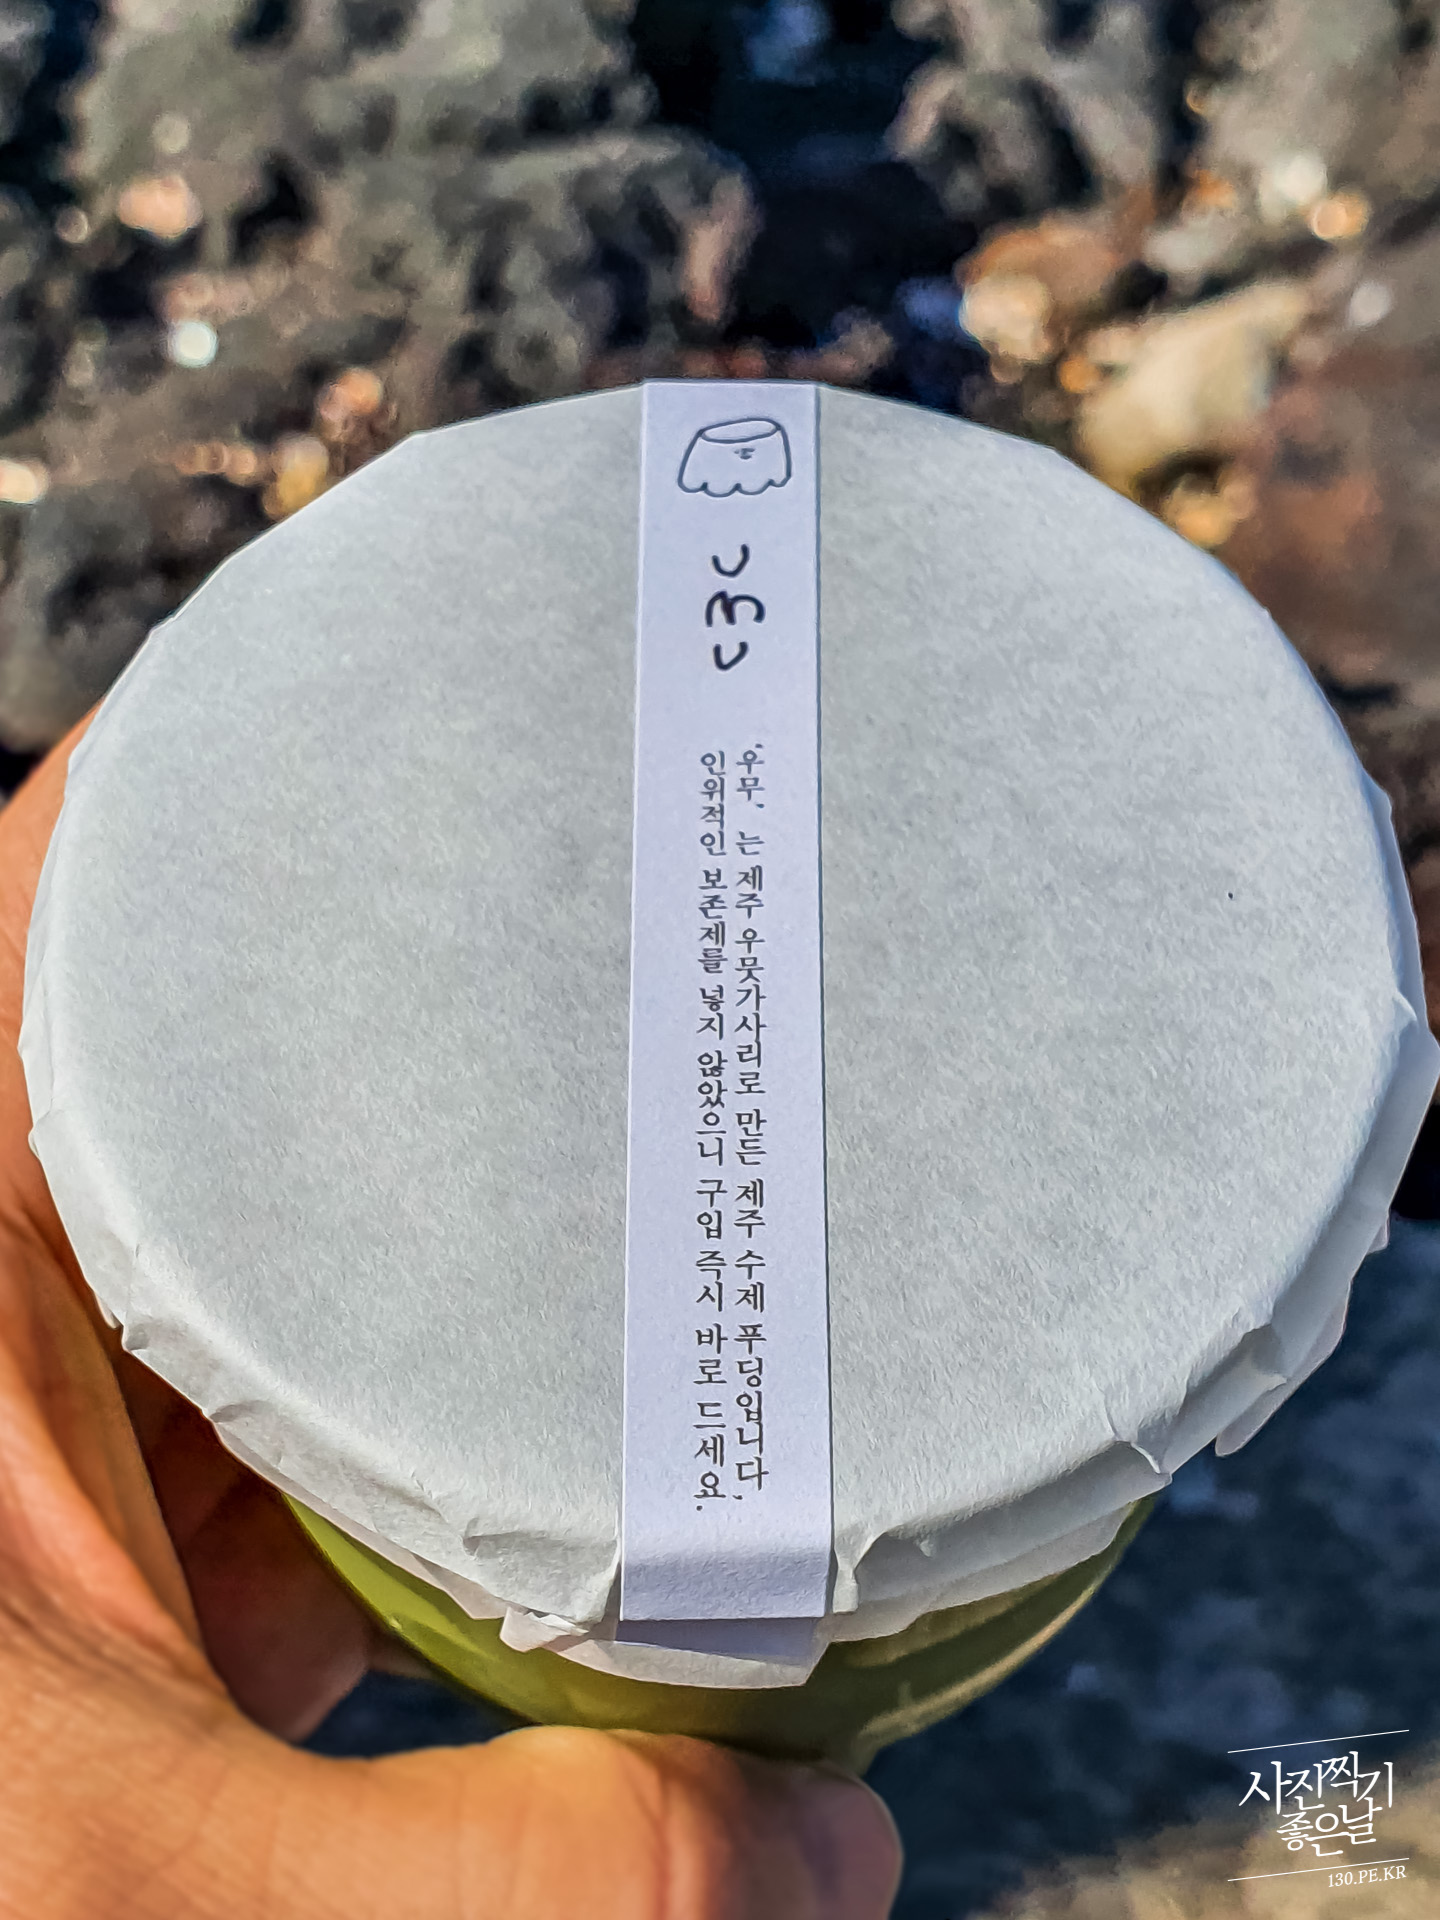 umu
'우무' 는 제주 우뭇가사리로 만든 제주 수제 푸딩입니다.
인위적인 보존제를 넣지 않았으니 구입 즉시 바로 드세요.
사진찍기
좋은날
130.PE.KR